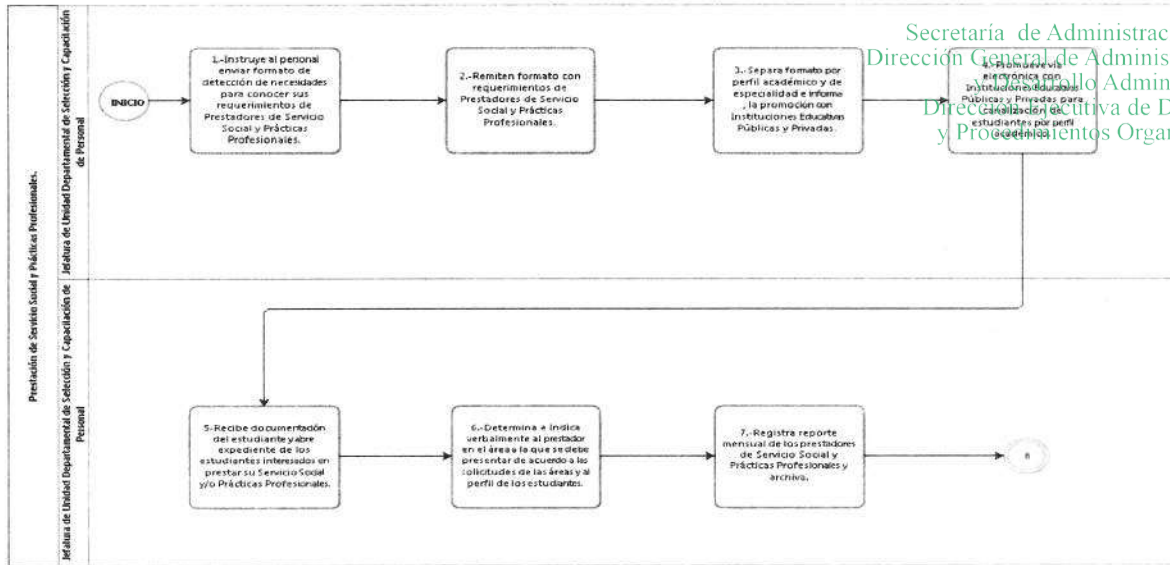 Prestación de Servicio Social y Prácticas Profesionales.
Jefatura de Unidad Departamental de Selección y Capacitación
de Personal
INICIO
1.-Instruye al personal
enviar formato de
detección de necesidades
para conocer sus
requerimientos de
Prestadores de Servicio
Social y Prácticas
Profesionales.
2.-Remiten formato con
requerimientos de
Prestadores de Servicio
Social y Prácticas
Profesionales.
3.-Separa formato por
perfil académico y de
especialidad e informa
, la promoción con
Instituciones Educativas
Públicas y Privadas.
4.-Promueve vía
electrónica con
Instituciones Educativas
Públicas y Privadas para
canalización de
estudiantes por perfil
académico.
Secretaría de Administrac
Dirección General de Adminis
y Desarrollo Admin
Dirección Ejecutiva de D
y Procedimientos Organ
Jefatura de Unidad Departamental de Selección y Capacitación de
Personal
5-Recibe documentación
del estudiante y abre
expediente de los
estudiantes interesados en
prestar su Servicio Social
y/o Prácticas Profesionales.
6.-Determina e indica
verbalmente al prestador
en el área a la que se debe
presentar de acuerdo a las
solicitudes de las áreas y al
perfil de los estudiantes.
7.-Registra reporte
mensual de los prestadores
de Servicio Social y
Prácticas Profesionales y
archiva.